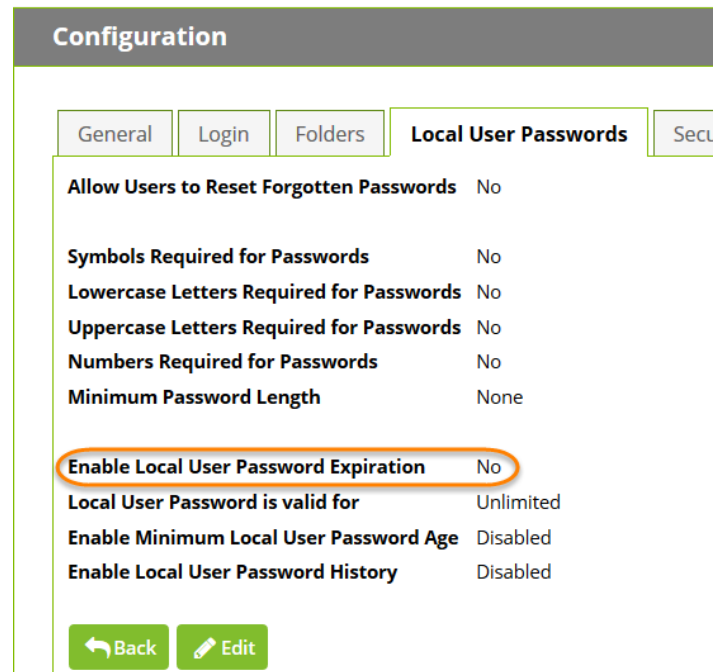 Configuration
General Login Folders Local User Passwords Secu
Allow Users to Reset Forgotten Passwords No
Symbols Required for Passwords No
Lowercase Letters Required for Passwords No
Uppercase Letters Required for Passwords No
Numbers Required for Passwords No
Minimum Password Length None
Enable Local User Password Expiration No
Local User Password is valid for Unlimited
Enable Minimum Local User Password Age Disabled
Enable Local User Password History Disabled
Back Edit